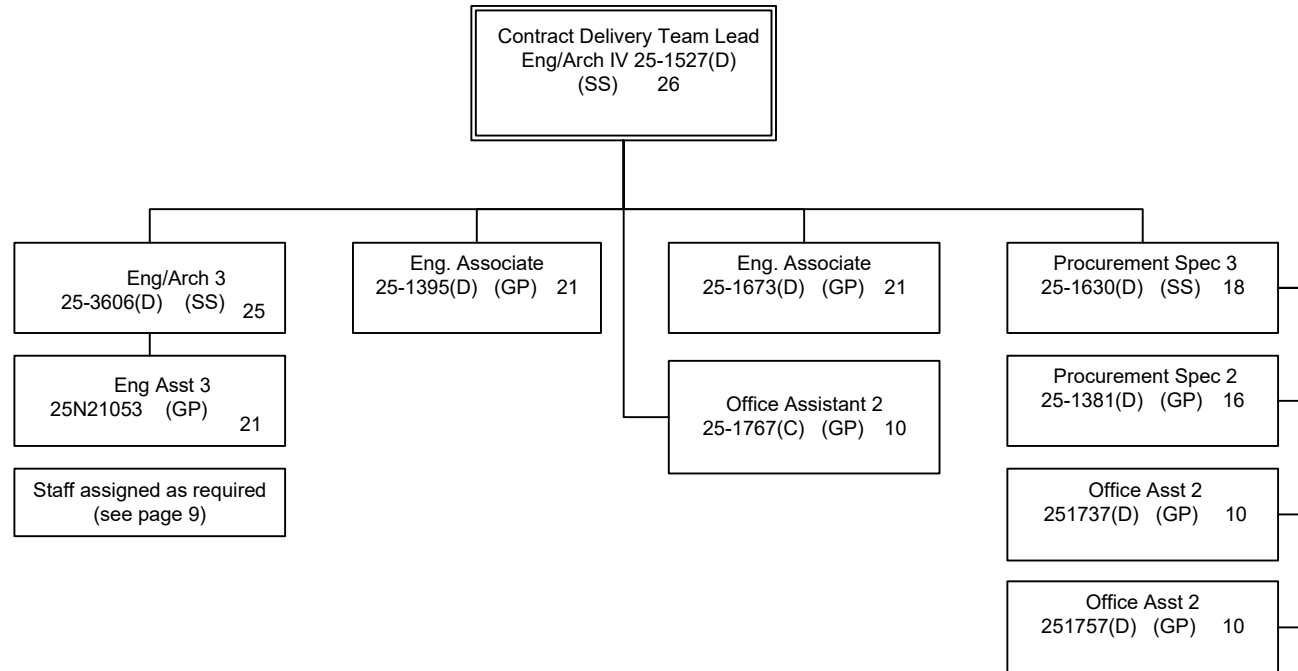 Contract Delivery Team Lead
Eng/Arch IV 25-1527(D)
(SS) 26
Eng/Arch 3
25-3606(D) (SS) 25
Eng. Associate
25-1395(D) (GP) 21
Eng. Associate
25-1673(D) (GP) 21
Procurement Spec 3
25-1630(D) (SS) 18
Eng Asst 3
25N21053 (GP)
21
Office Assistant 2
25-1767(C) (GP) 10
Procurement Spec 2
25-1381(D) (GP) 16
Staff assigned as required
(see page 9)
Office Asst 2
251737(D) (GP) 10
Office Asst 2
251757(D) (GP) 10